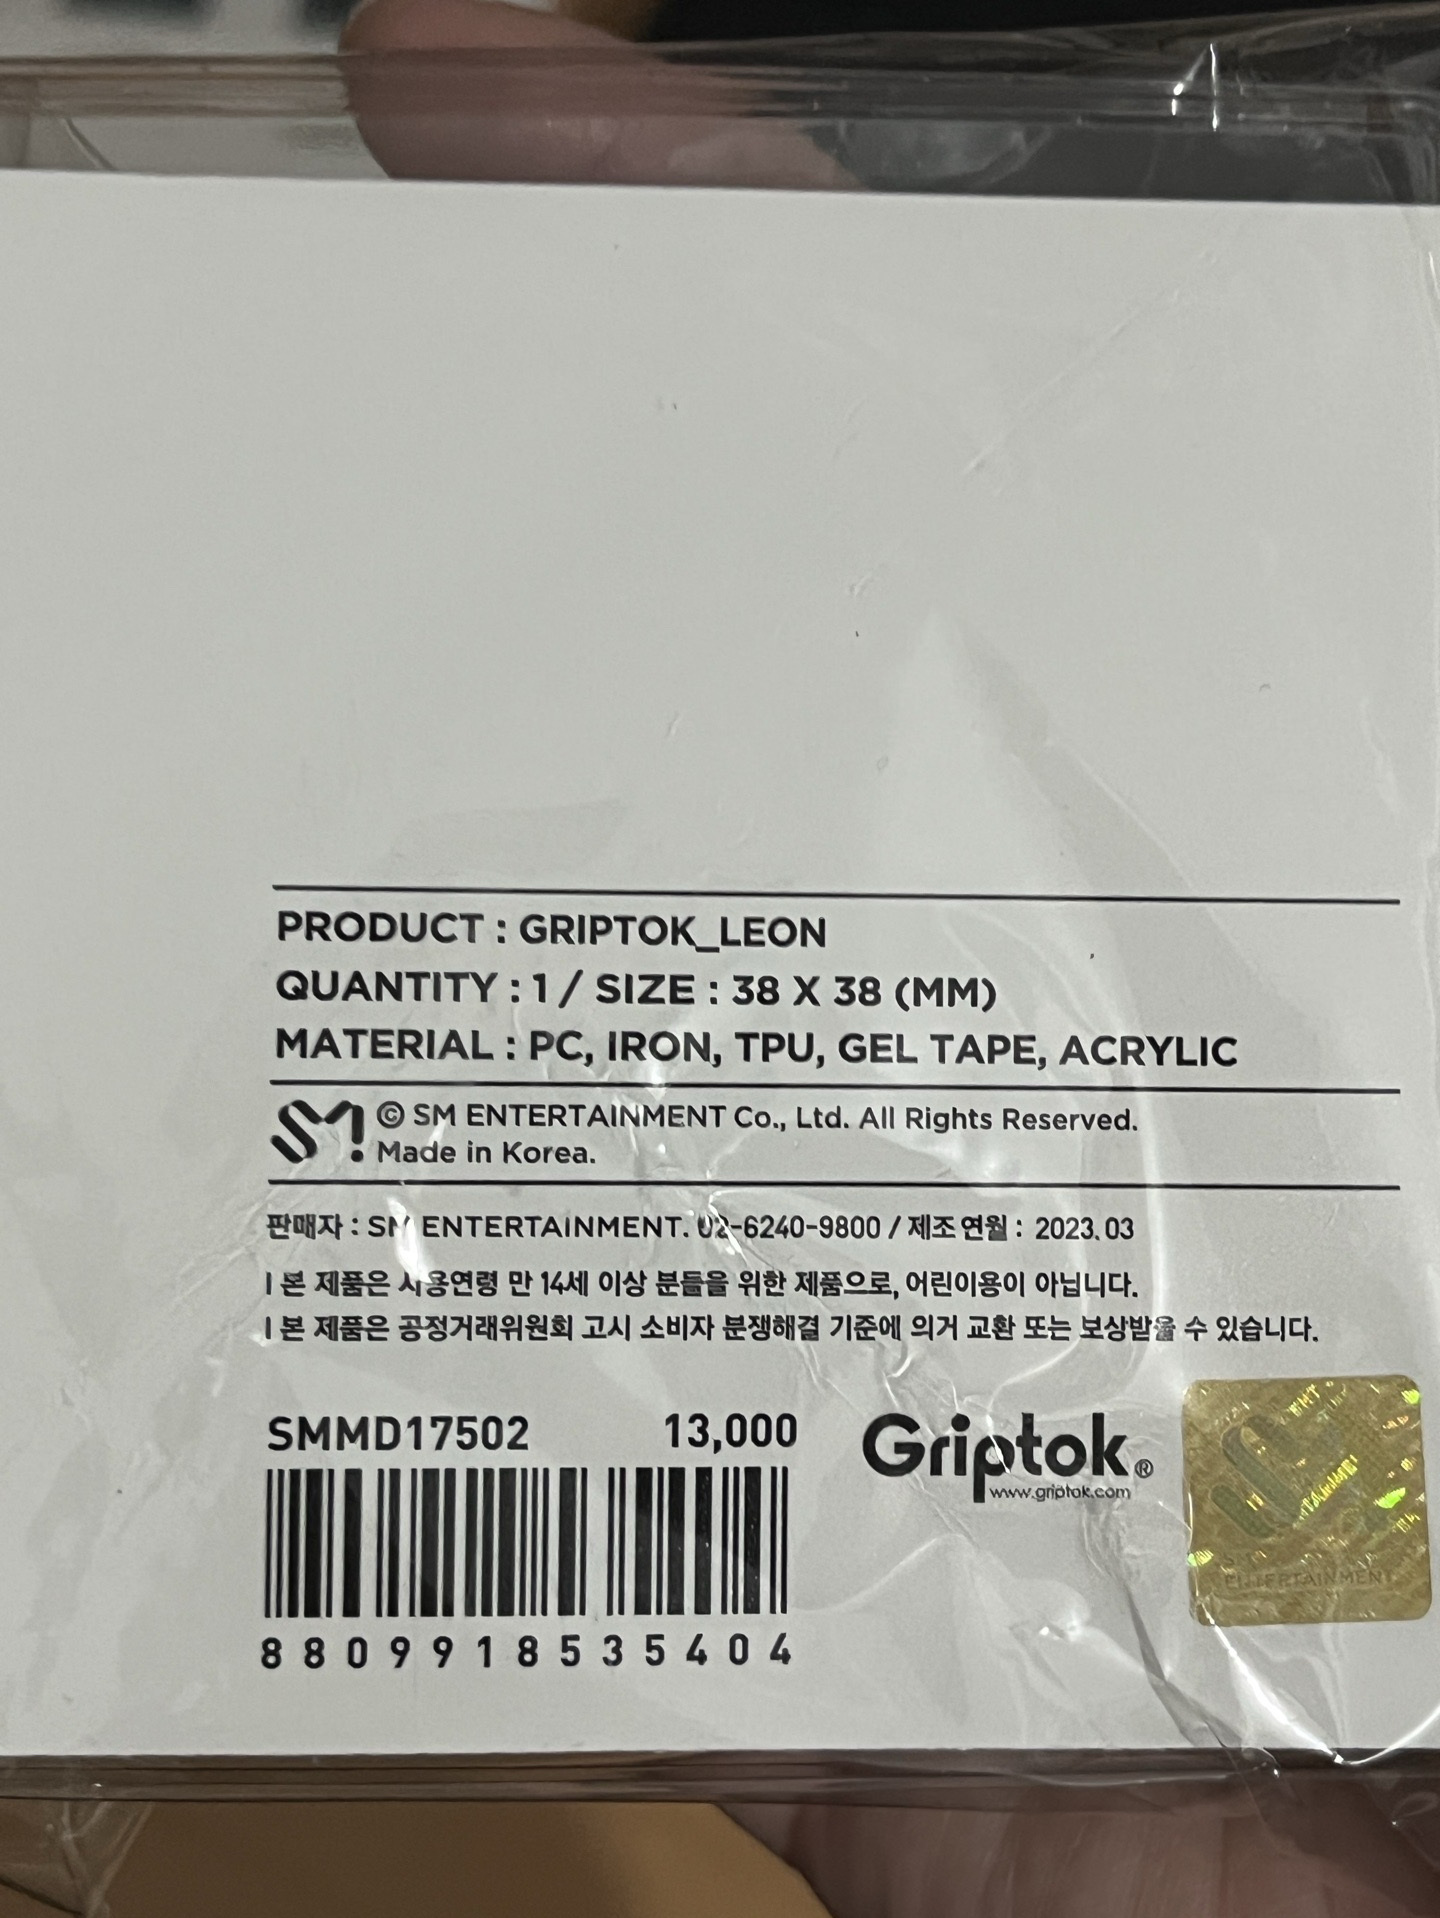 PRODUCT : GRIPTOK_LEON
QUANTITY : 1 / SIZE : 38 X 38 (MM)
MATERIAL : PC, IRON, TPU, GEL TAPE, ACRYLIC
SM
© SM ENTERTAINMENT Co., Ltd. All Rights Reserved.
Made in Korea.
판매자 : SM ENTERTAINMENT. 02-6240-9800 / 제조연월 : 2023.03
I 본 제품은 사용연령 만 14세 이상 분들을 위한 제품으로, 어린이용이 아닙니다.
I 본 제품은 공정거래위원회 고시 소비자 분쟁해결 기준에 의거 교환 또는 보상받을 수 있습니다.
SMMD17502 13,000
Griptok®
www.griptok.com
ENTERTAINMENT
8809918535404